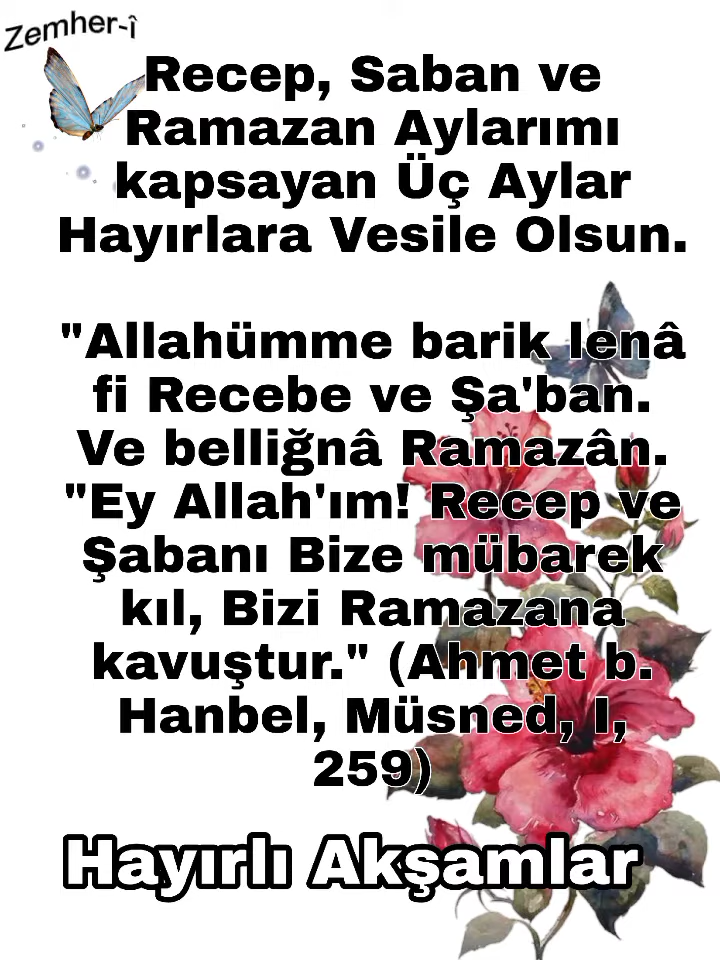 Zemher-î
Recep, Saban ve
Ramazan Aylarımı
kapsayan Üç Aylar
Hayırlara Vesile Olsun.
"Allahümme barik lenâ
fi Recebe ve Şa'ban.
Ve belliğnâ Ramazân.
"Ey Allah'ım! Recep ve
Şabanı Bize mübarek
kıl, Bizi Ramazana
kavuştur." (Ahmet b.
Hanbel, Müsned, I,
259)
Hayırlı Akşamlar